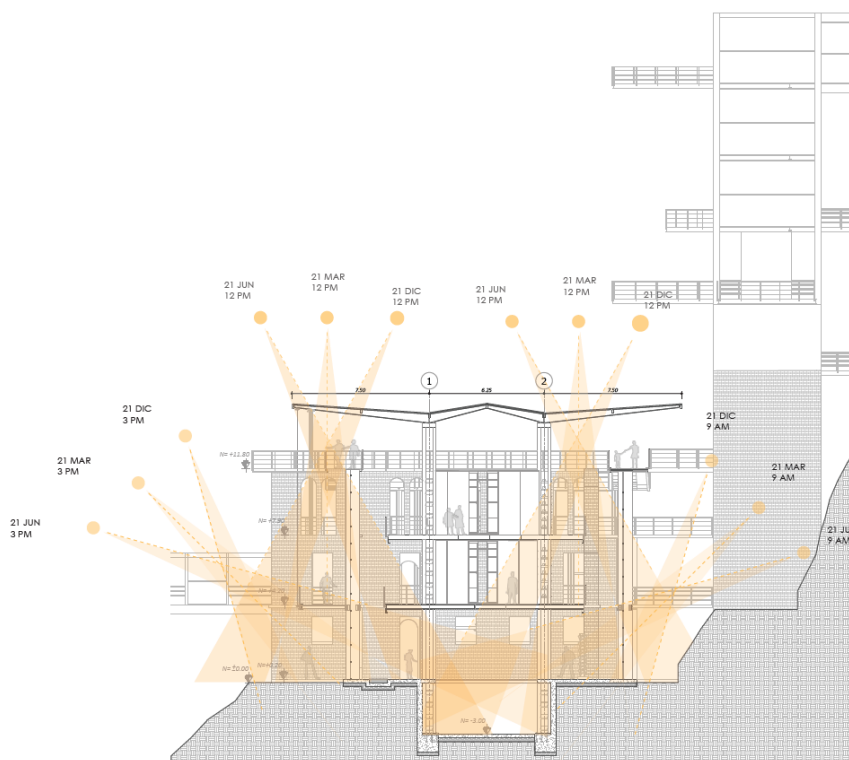 21 JUN
12 PM
21 MAR
12 PM
21 DIC
12 PM
21 JUN
12 PM
21 MAR
12 PM
21 DIC
12 PM
1
2
7.50
6.25
7.50
21 DIC
3 PM
21 DIC
9 AM
N= +11.80
21 MAR
3 PM
21 MAR
9 AM
21 JUN
3 PM
21 JU
9 AM
N=±0.00
N=+0.20
N= -3.00